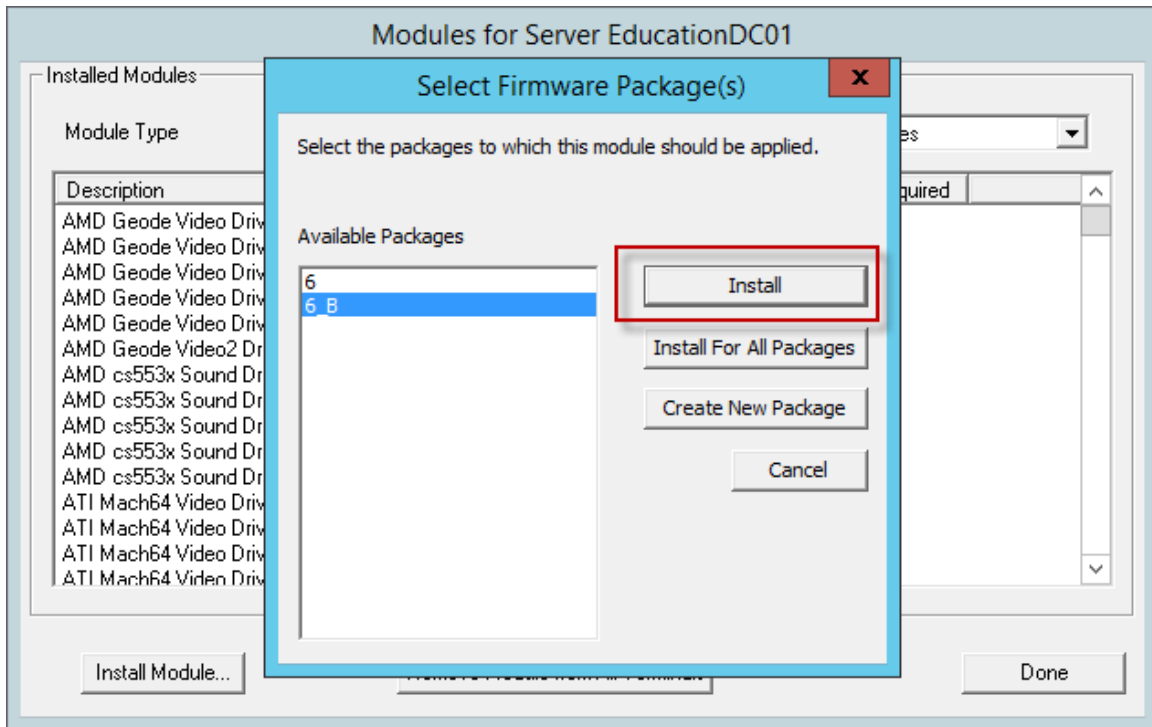 Modules for Server EducationDC01
Installed Modules
Module Type
Description
AMD Geode Video Driv
AMD Geode Video Driv
AMD Geode Video Driv
AMD Geode Video Driv
AMD Geode Video Driv
AMD Geode Video2 Dr
AMD cs553x Sound Dr
AMD cs553x Sound Dr
AMD cs553x Sound Dr
AMD cs553x Sound Dr
AMD cs553x Sound Dr
ATI Mach64 Video Driv
ATI Mach64 Video Driv
ATI Mach64 Video Driv
ATI Mach64 Video Driv
Select Firmware Package(s)
x
Select the packages to which this module should be applied.
Available Packages
6
6_B
Install
Install For All Packages
Create New Package
Cancel
es
quired
Install Module...
Remove Module from All Terminals
Done